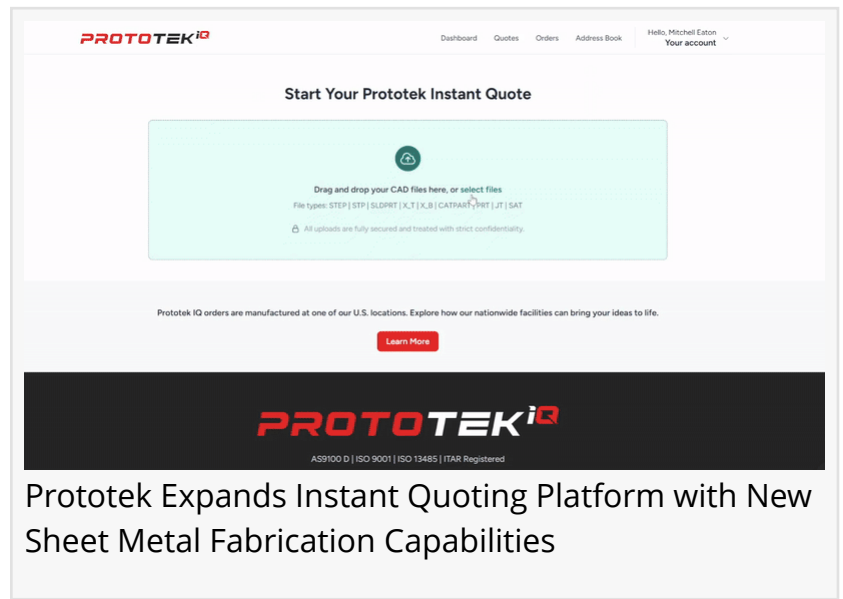 PROTOTEK iQ
Dashboard Quotes Orders Address Book
Hello, Mitchell Eaton
Your account
Start Your Prototek Instant Quote
Drag and drop your CAD files here, or select files
File types: STEP | STP | SLDPRT | X_T | X_B | CATPART | PRT | JT | SAT
All uploads are fully secured and treated with strict confidentiality.
Prototek IQ orders are manufactured at one of our U.S. locations. Explore how our nationwide facilities can bring your ideas to life.
Learn More
PROTOTEK iQ
AS9100 D | ISO 9001 | ISO 13485 | ITAR Registered
Prototek Expands Instant Quoting Platform with New
Sheet Metal Fabrication Capabilities